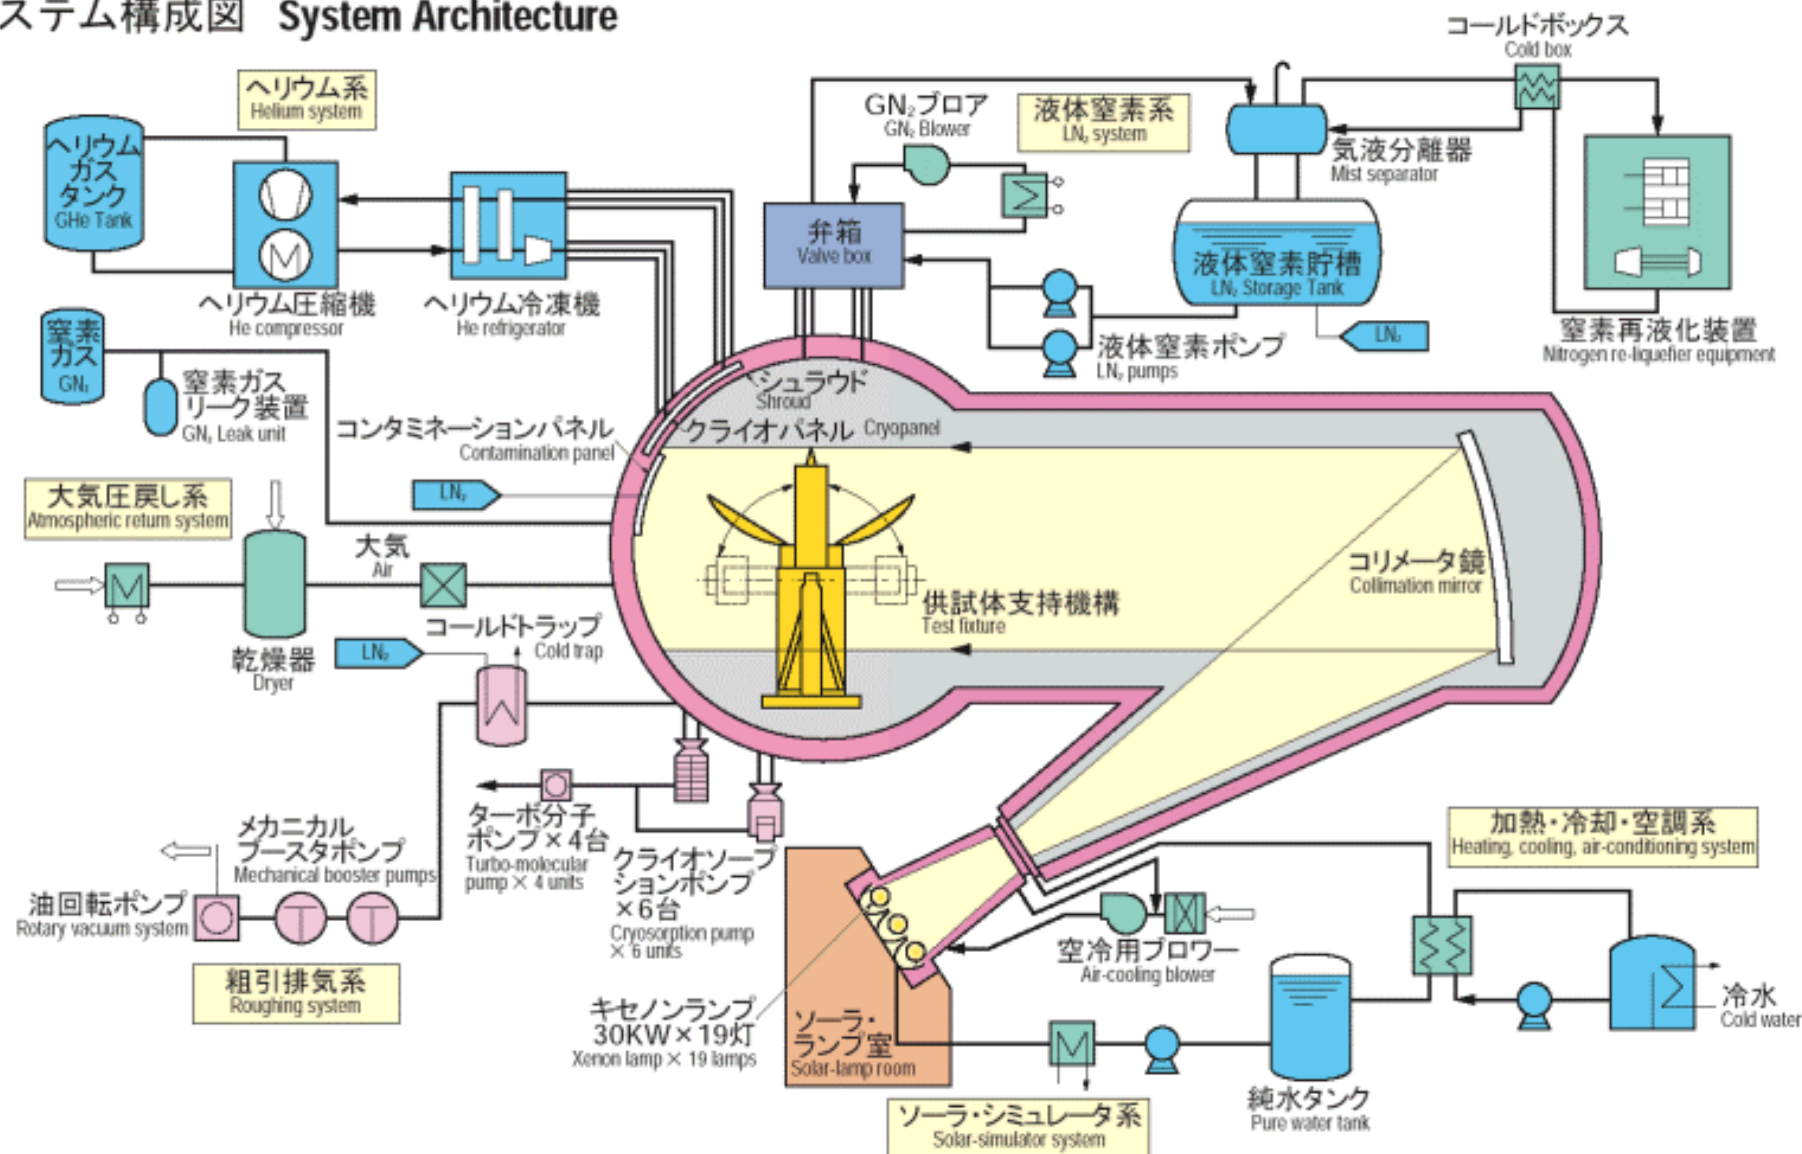 ステム構成図 System Architecture
コールドボックス
Cold box
ヘリウム系
Helium system
GN₂ブロア
GN₂ Blower
液体窒素系
LN₂ system
ヘリウム
ガス
タンク
GHe Tank
気液分離器
Mist separator
弁箱
Valve box
液体窒素貯槽
LN₂ Storage Tank
ヘリウム圧縮機
He compressor
ヘリウム冷凍機
He refrigerator
窒素
ガス
GN₂
LN₂
液体窒素ポンプ
LN₂ pumps
窒素再液化装置
Nitrogen re-liquefier equipment
窒素ガス
リーク装置
GN₂ Leak unit
シュラウド
Shroud
コンタミネーションパネル
Contamination panel
クライオパネル Cryopanel
大気圧戻し系
Atmospheric return system
LN₂
大気
Air
コリメータ鏡
Collimation mirror
供試体支持機構
Test fixture
コールドトラップ
Cold trap
LN₂
乾燥器
Dryer
M
M
M
ターボ分子
ポンプ×4台
Turbo-molecular
pump × 4 units
メカニカル
ブースタポンプ
Mechanical booster pumps
クライオソープ
ションポンプ
×6台
Cryosorption pump
× 6 units
油回転ポンプ
Rotary vacuum system
粗引排気系
Roughing system
加熱・冷却・空調系
Heating, cooling, air-conditioning system
空冷用ブロワー
Air-cooling blower
キセノンランプ
30KW×19灯
Xenon lamp × 19 lamps
ソーラ・
ランプ室
Solar-lamp room
冷水
Cold water
純水タンク
Pure water tank
ソーラ・シミュレータ系
Solar-simulator system